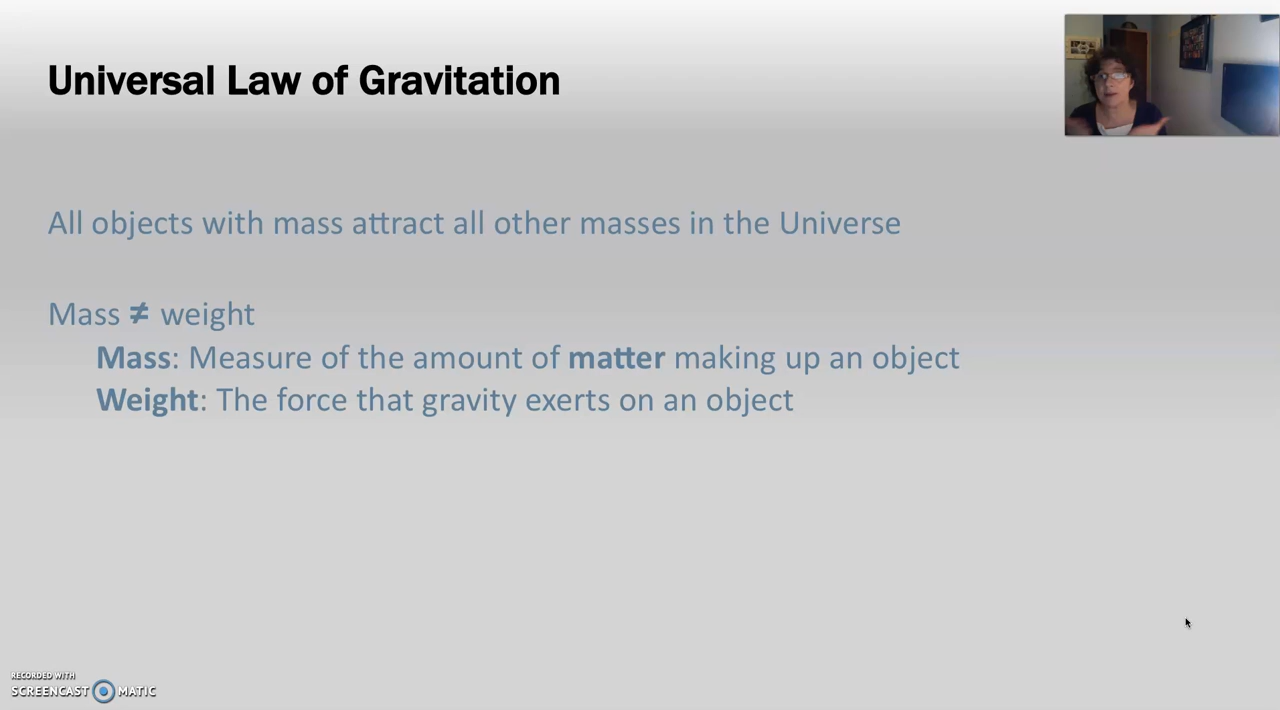 Universal Law of Gravitation
All objects with mass attract all other masses in the Universe
Mass ≠ weight
Mass: Measure of the amount of matter making up an object
Weight: The force that gravity exerts on an object
RECORDED WITH
SCREENCAST MATIC